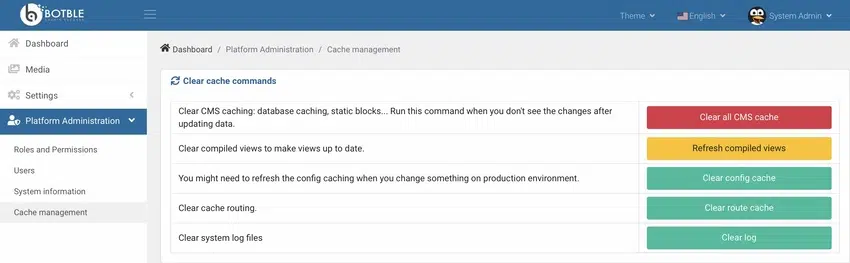 BOTBLE
Theme
English
System Admin
Dashboard
Media
Settings
Platform Administration
Roles and Permissions
Users
System information
Cache management
Dashboard / Platform Administration / Cache management
Clear cache commands
Clear CMS caching: database caching, static blocks... Run this command when you don't see the changes after
updating data.
Clear all CMS cache
Clear compiled views to make views up to date.
Refresh compiled views
You might need to refresh the config caching when you change something on production environment.
Clear config cache
Clear cache routing.
Clear route cache
Clear system log files
Clear log